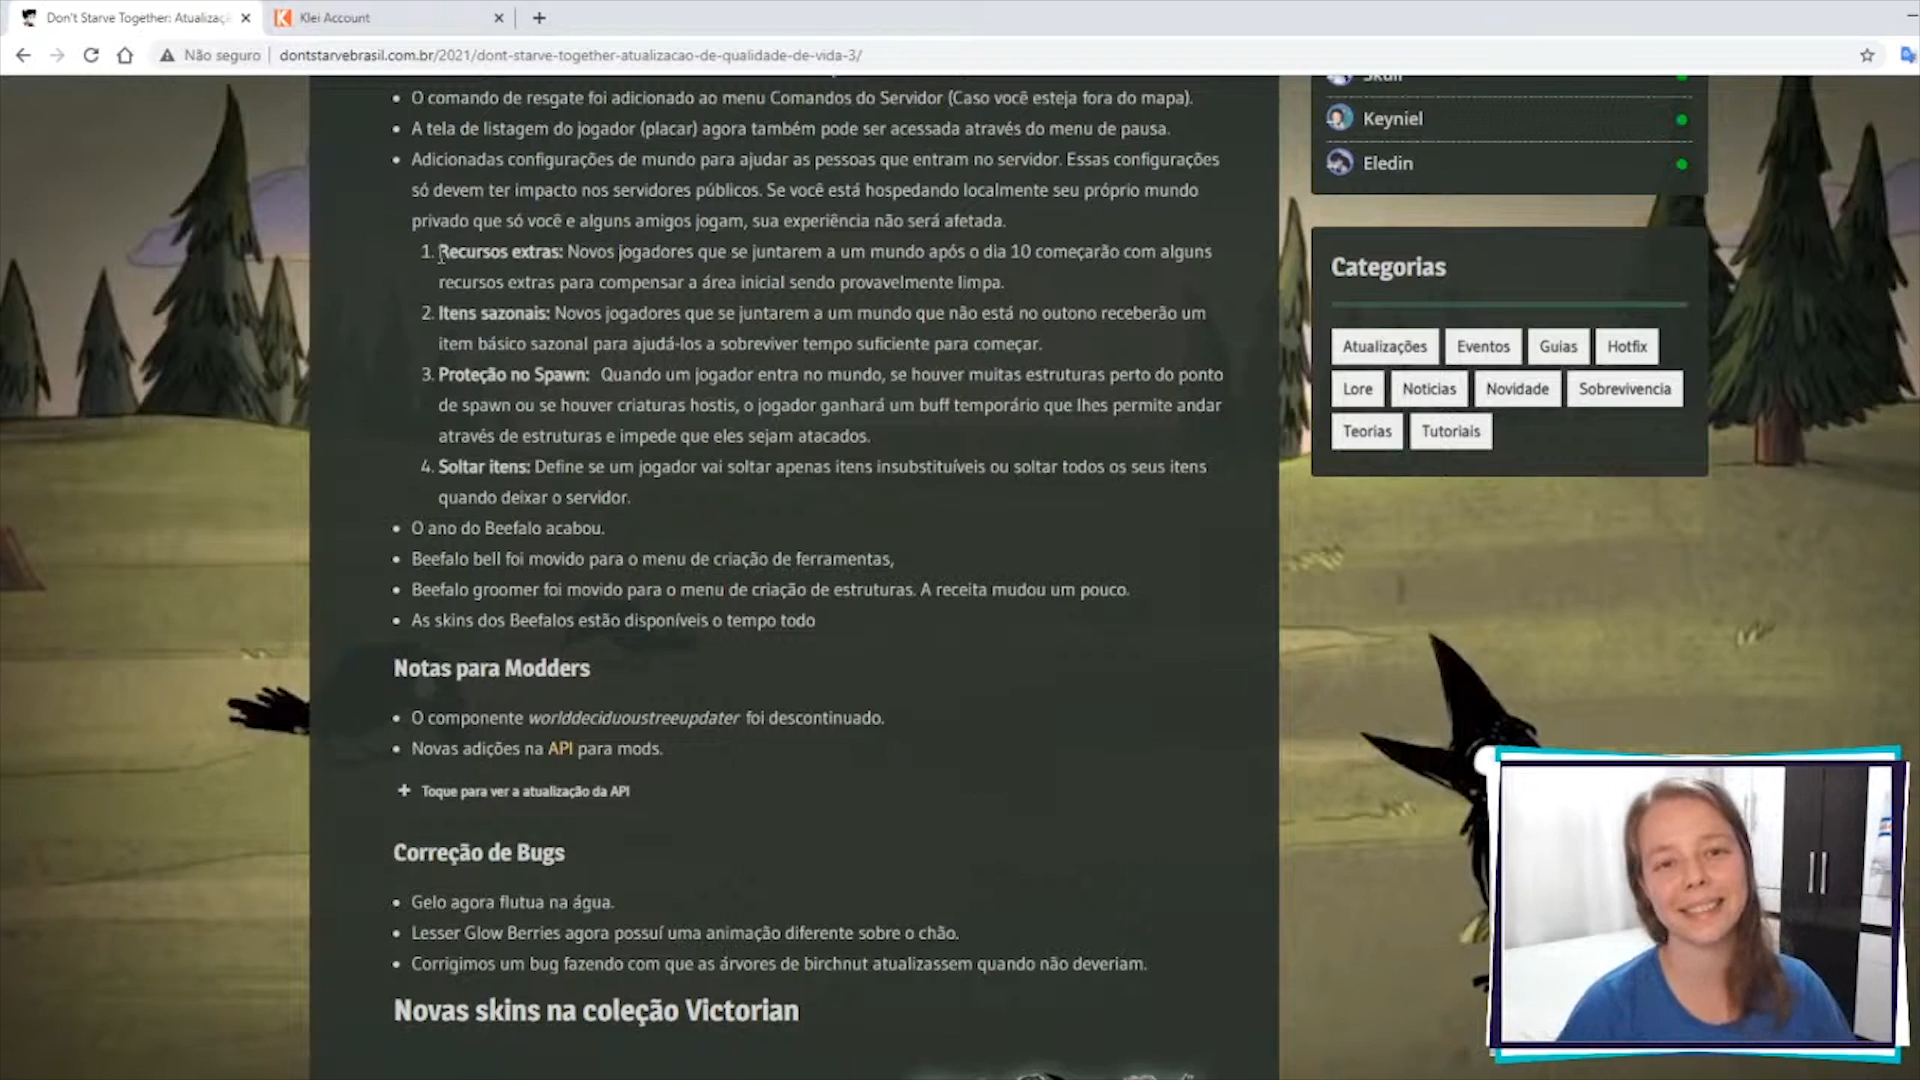 Don't Starve Together: Atualizaç
Klei Account
Não seguro
dontstarvebrasil.com.br/2021/dont-starve-together-atualizacao-de-qualidade-de-vida-3/
• O comando de resgate foi adicionado ao menu Comandos do Servidor (Caso você esteja fora do mapa).
• A tela de listagem do jogador (placar) agora também pode ser acessada através do menu de pausa.
• Adicionadas configurações de mundo para ajudar as pessoas que entram no servidor. Essas configurações
só devem ter impacto nos servidores públicos. Se você está hospedando localmente seu próprio mundo
privado que só você e alguns amigos jogam, sua experiência não será afetada.
1. Recursos extras: Novos jogadores que se juntarem a um mundo após o dia 10 começarão com alguns
recursos extras para compensar a área inicial sendo provavelmente limpa.
2. Itens sazonais: Novos jogadores que se juntarem a um mundo que não está no outono receberão um
item básico sazonal para ajudá-los a sobreviver tempo suficiente para começar.
3. Proteção no Spawn: Quando um jogador entra no mundo, se houver muitas estruturas perto do ponto
de spawn ou se houver criaturas hostis, o jogador ganhará um buff temporário que lhes permite andar
através de estruturas e impede que eles sejam atacados.
4. Soltar itens: Define se um jogador vai soltar apenas itens insubstituíveis ou soltar todos os seus itens
quando deixar o servidor.
• O ano do Beefalo acabou.
• Beefalo bell foi movido para o menu de criação de ferramentas,
• Beefalo groomer foi movido para o menu de criação de estruturas. A receita mudou um pouco.
• As skins dos Beefalos estão disponíveis o tempo todo
Notas para Modders
• O componente worlddeciduoustreeupdater foi descontinuado.
• Novas adições na API para mods.
+ Toque para ver a atualização da API
Correção de Bugs
• Gelo agora flutua na água.
• Lesser Glow Berries agora possuí uma animação diferente sobre o chão.
• Corrigimos um bug fazendo com que as árvores de birchnut atualizassem quando não deveriam.
Novas skins na coleção Victorian
Skull
Keyniel
Eledin
Categorias
Atualizações Eventos Guias Hotfix
Lore Noticias Novidade Sobrevivencia
Teorias Tutoriais